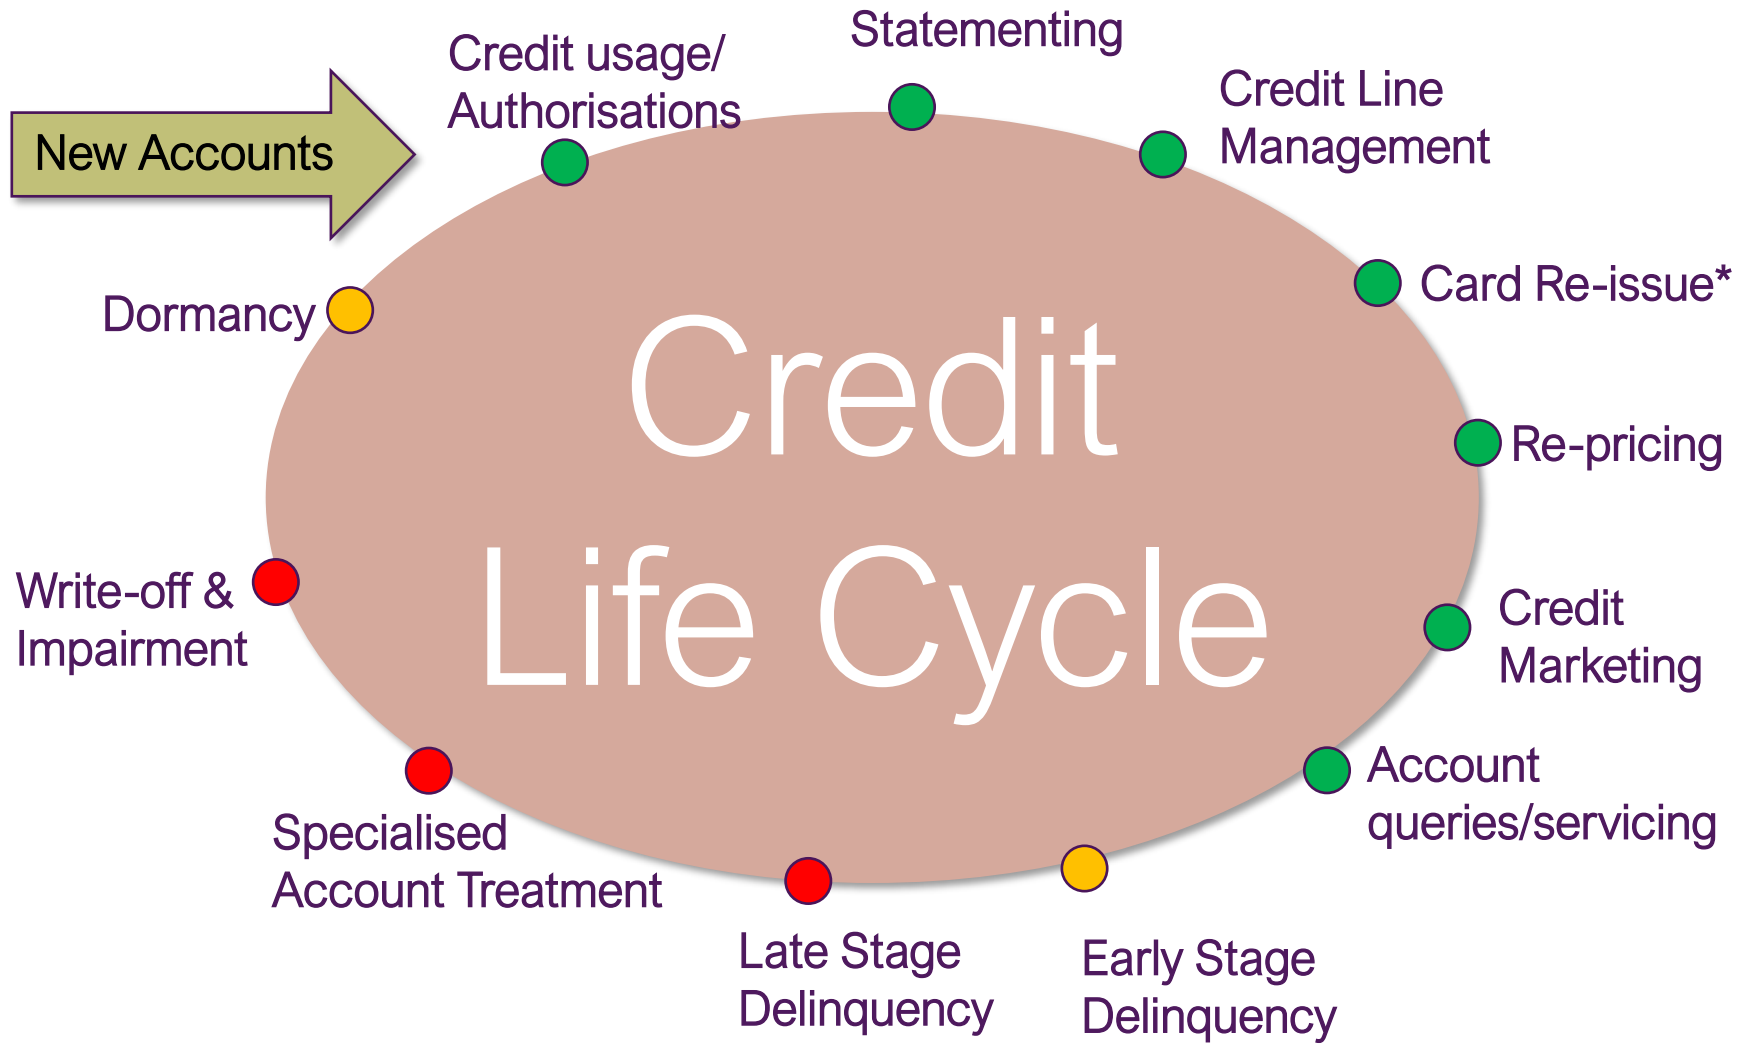 New Accounts
Credit usage/
Authorisations
Statementing
Credit Line
Management
Card Re-issue*
Re-pricing
Credit
Marketing
Account
queries/servicing
Early Stage
Delinquency
Late Stage
Delinquency
Specialised
Account Treatment
Write-off &
Impairment
Dormancy
Credit
Life Cycle